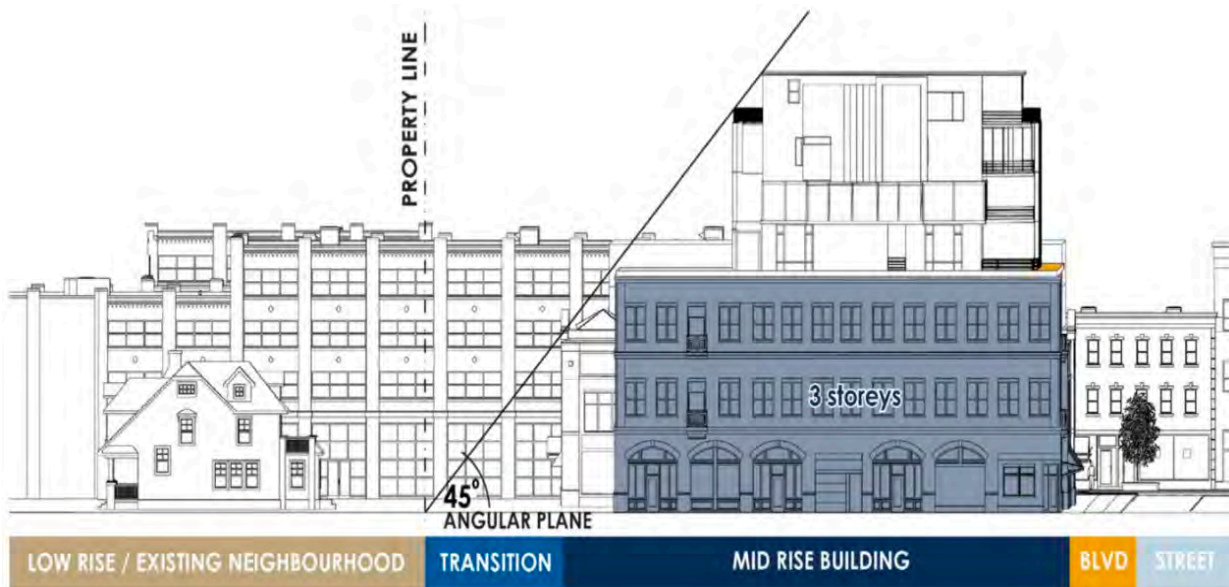 PROPERTY LINE
3 storeys
45°
ANGULAR PLANE
LOW RISE / EXISTING NEIGHBOURHOOD
TRANSITION
MID RISE BUILDING
BLVD
STREET